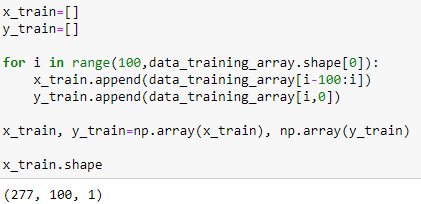 x_train=[]
y_train=[]
for i in range(100,data_training_array.shape[0]):
    x_train.append(data_training_array[i-100:i])
    y_train.append(data_training_array[i,0])
x_train, y_train=np.array(x_train), np.array(y_train)
x_train.shape
(277, 100, 1)